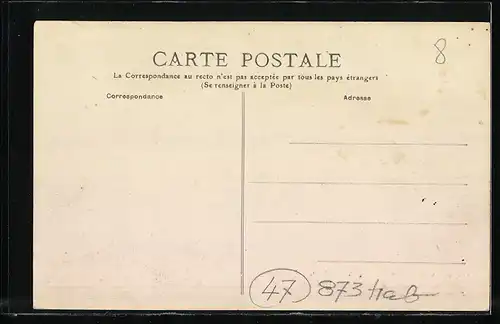 CARTE POSTALE
8
La Correspondance au recto n'est pas acceptée par tous les pays étrangers
(Se renseigner à la Poste)
Correspondance
Adresse
47
873